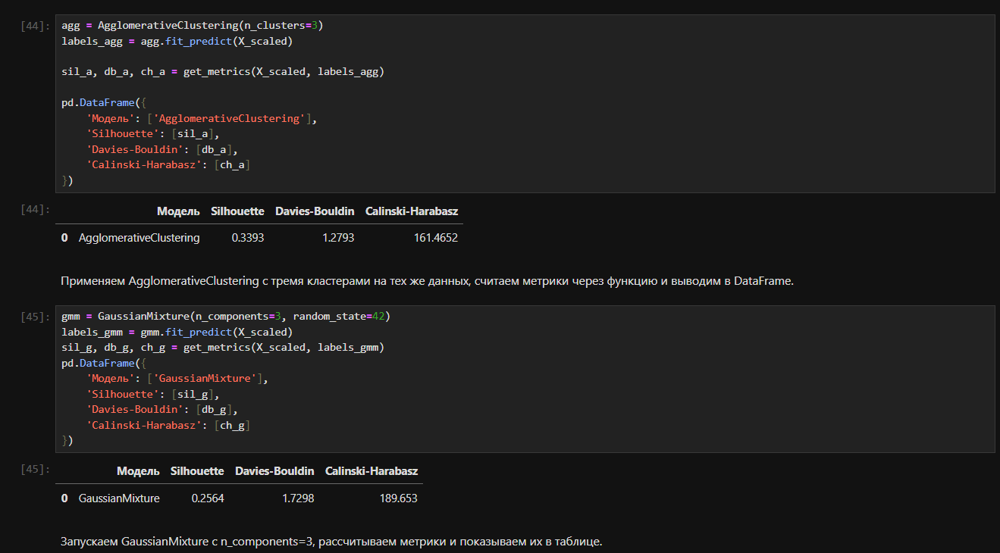 [44]:
agg = AgglomerativeClustering(n_clusters=3)
labels_agg = agg.fit_predict(X_scaled)
sil_a, db_a, ch_a = get_metrics(X_scaled, labels_agg)
pd.DataFrame({
'Модель': ['AgglomerativeClustering'],
'Silhouette': [sil_a],
'Davies-Bouldin': [db_a],
'Calinski-Harabasz': [ch_a]
})
[44]:
Модель Silhouette Davies-Bouldin Calinski-Harabasz
0 AgglomerativeClustering 0.3393 1.2793 161.4652
Применяем AgglomerativeClustering с тремя кластерами на тех же данных, считаем метрики через функцию и выводим в DataFrame.
[45]:
gmm = GaussianMixture(n_components=3, random_state=42)
labels_gmm = gmm.fit_predict(X_scaled)
sil_g, db_g, ch_g = get_metrics(X_scaled, labels_gmm)
pd.DataFrame({
'Модель': ['GaussianMixture'],
'Silhouette': [sil_g],
'Davies-Bouldin': [db_g],
'Calinski-Harabasz': [ch_g]
})
[45]:
Модель Silhouette Davies-Bouldin Calinski-Harabasz
0 GaussianMixture 0.2564 1.7298 189.653
Запускаем GaussianMixture с n_components=3, рассчитываем метрики и показываем их в таблице.